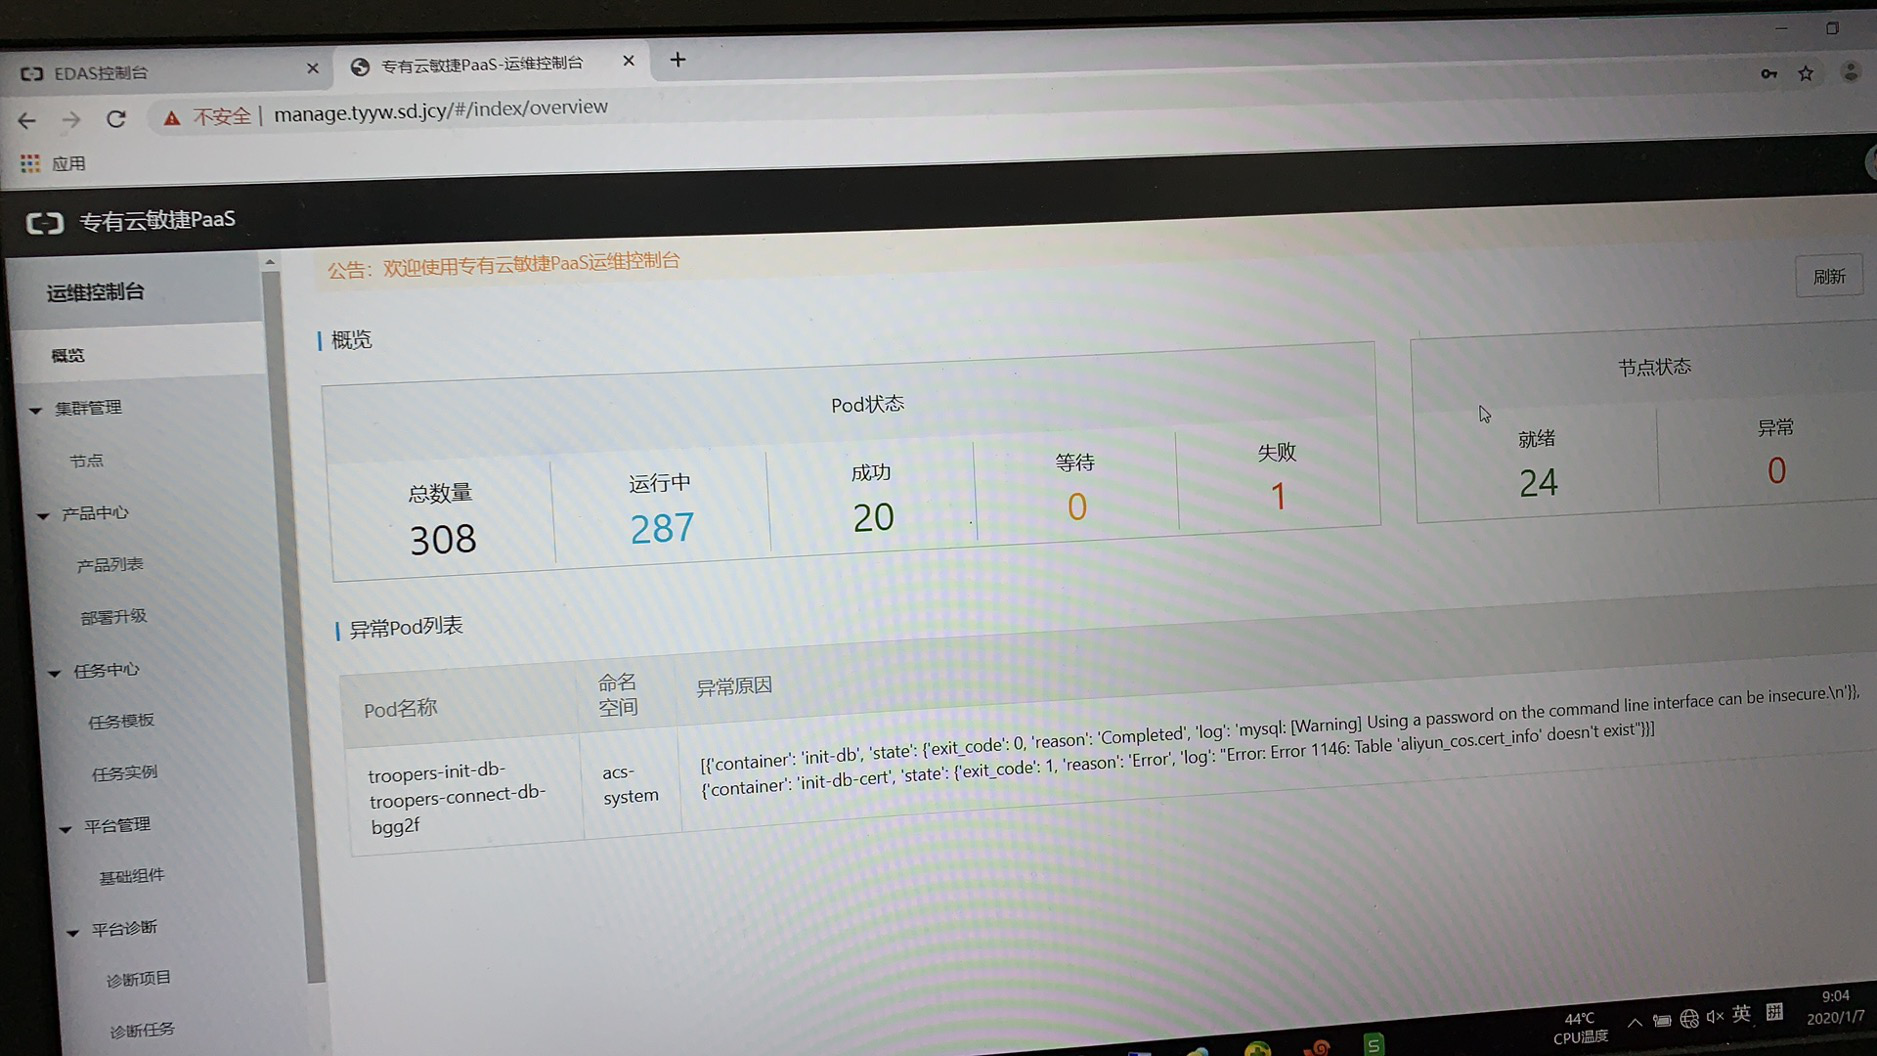 EDAS控制台
专有云敏捷PaaS-运维控制台
不安全 | manage.tyyw.sd.jcy/#/index/overview
应用
专有云敏捷PaaS
运维控制台
概览
集群管理
节点
产品中心
产品列表
部署升级
任务中心
任务模板
任务实例
平台管理
基础组件
平台诊断
诊断项目
诊断任务
公告：欢迎使用专有云敏捷PaaS运维控制台
刷新
概览
Pod状态
总数量
308
运行中
287
成功
20
等待
0
失败
1
节点状态
就绪
24
异常
0
异常Pod列表
Pod名称
命名
空间
异常原因
troopers-init-db-
troopers-connect-db-
bgg2f
acs-
system
[{'container': 'init-db', 'state': {'exit_code': 0, 'reason': 'Completed', 'log': 'mysql: [Warning] Using a password on the command line interface can be insecure.\n'}},
{'container': 'init-db-cert', 'state': {'exit_code': 1, 'reason': 'Error', 'log': "Error: Error 1146: Table 'aliyun_cos.cert_info' doesn't exist"}}]
44°C
CPU温度
英
拼
9:04
2020/1/7